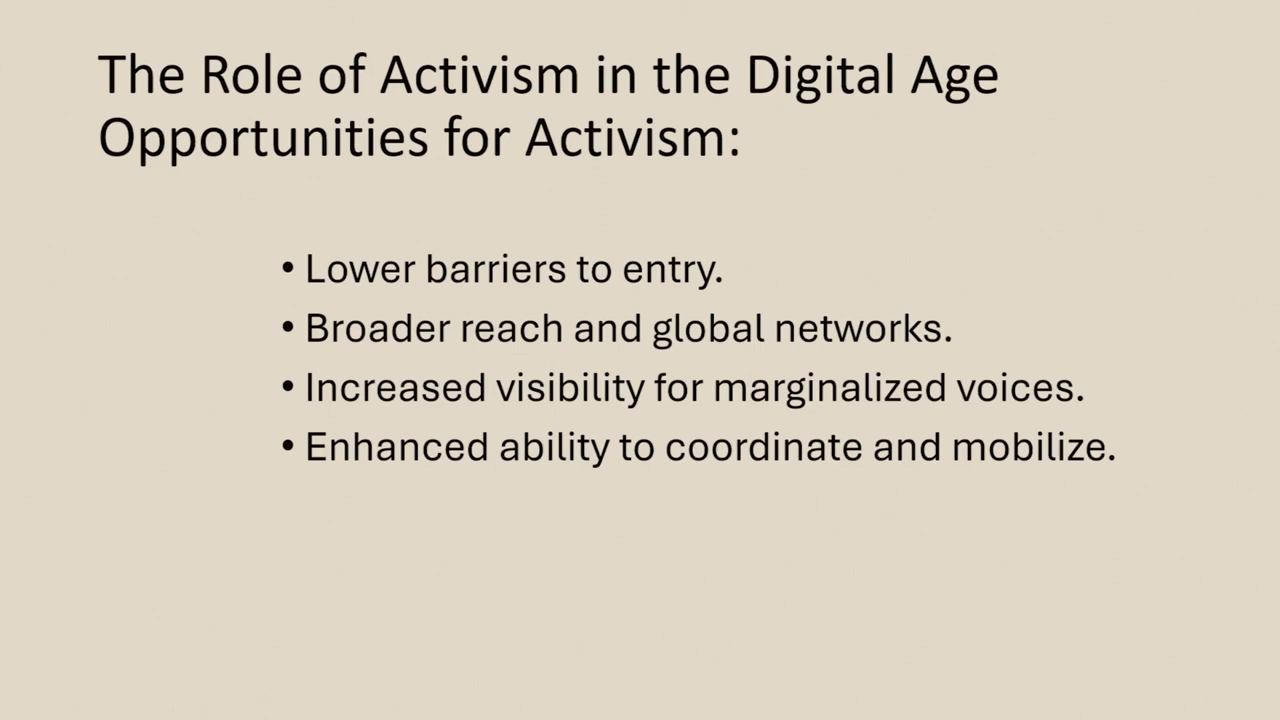 The Role of Activism in the Digital Age
Opportunities for Activism:
• Lower barriers to entry.
• Broader reach and global networks.
• Increased visibility for marginalized voices.
• Enhanced ability to coordinate and mobilize.